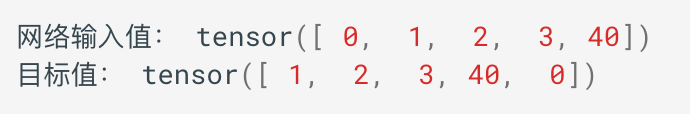 网络输入值： tensor([ 0,  1,  2,  3, 40])
目标值： tensor([ 1,  2,  3, 40,  0])